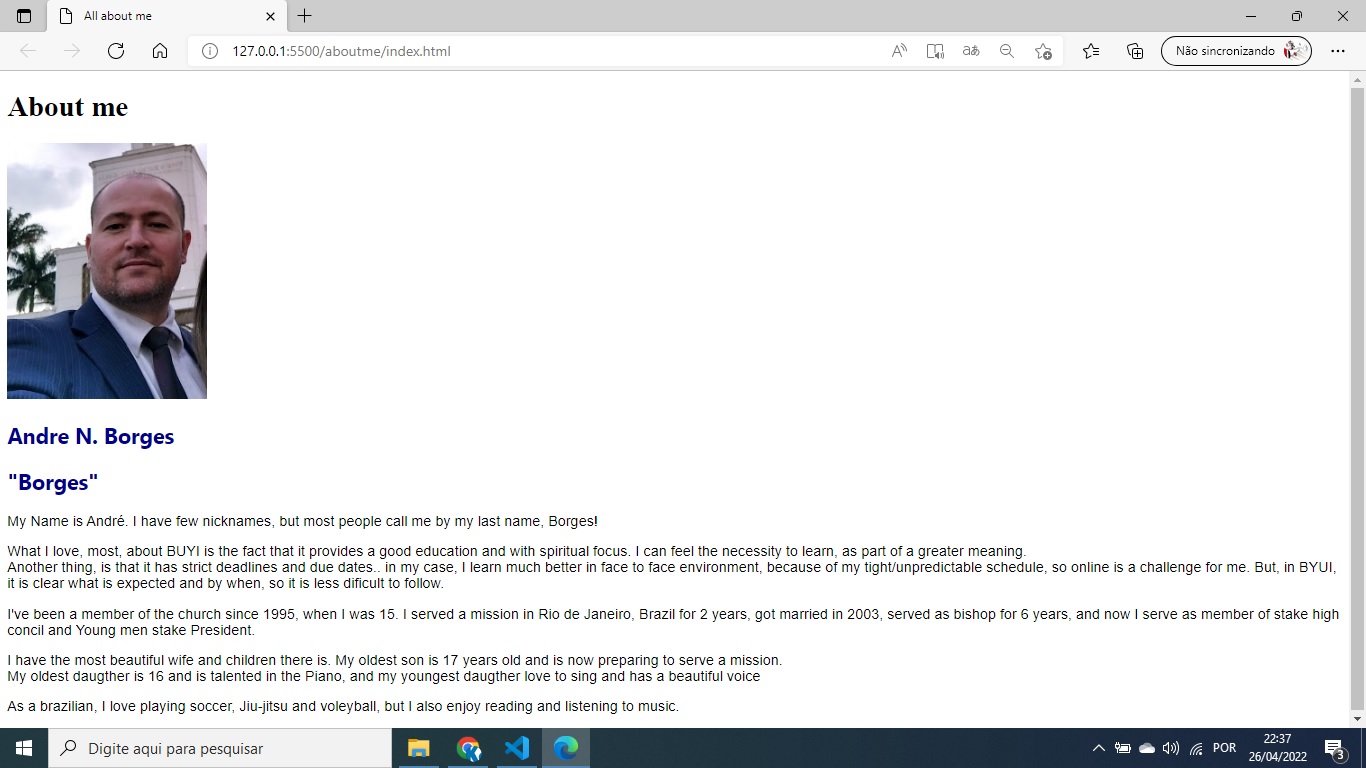 All about me
127.0.0.1:5500/aboutme/index.html
Não sincronizando
About me
Andre N. Borges
"Borges"
My Name is André. I have few nicknames, but most people call me by my last name, Borges!
What I love, most, about BUYI is the fact that it provides a good education and with spiritual focus. I can feel the necessity to learn, as part of a greater meaning.
Another thing, is that it has strict deadlines and due dates.. in my case, I learn much better in face to face environment, because of my tight/unpredictable schedule, so online is a challenge for me. But, in BYUI,
it is clear what is expected and by when, so it is less dificult to follow.
I've been a member of the church since 1995, when I was 15. I served a mission in Rio de Janeiro, Brazil for 2 years, got married in 2003, served as bishop for 6 years, and now I serve as member of stake high
concil and Young men stake President.
I have the most beautiful wife and children there is. My oldest son is 17 years old and is now preparing to serve a mission.
My oldest daugther is 16 and is talented in the Piano, and my youngest daugther love to sing and has a beautiful voice
As a brazilian, I love playing soccer, Jiu-jitsu and voleyball, but I also enjoy reading and listening to music.
Digite aqui para pesquisar
POR
22:37
26/04/2022
3